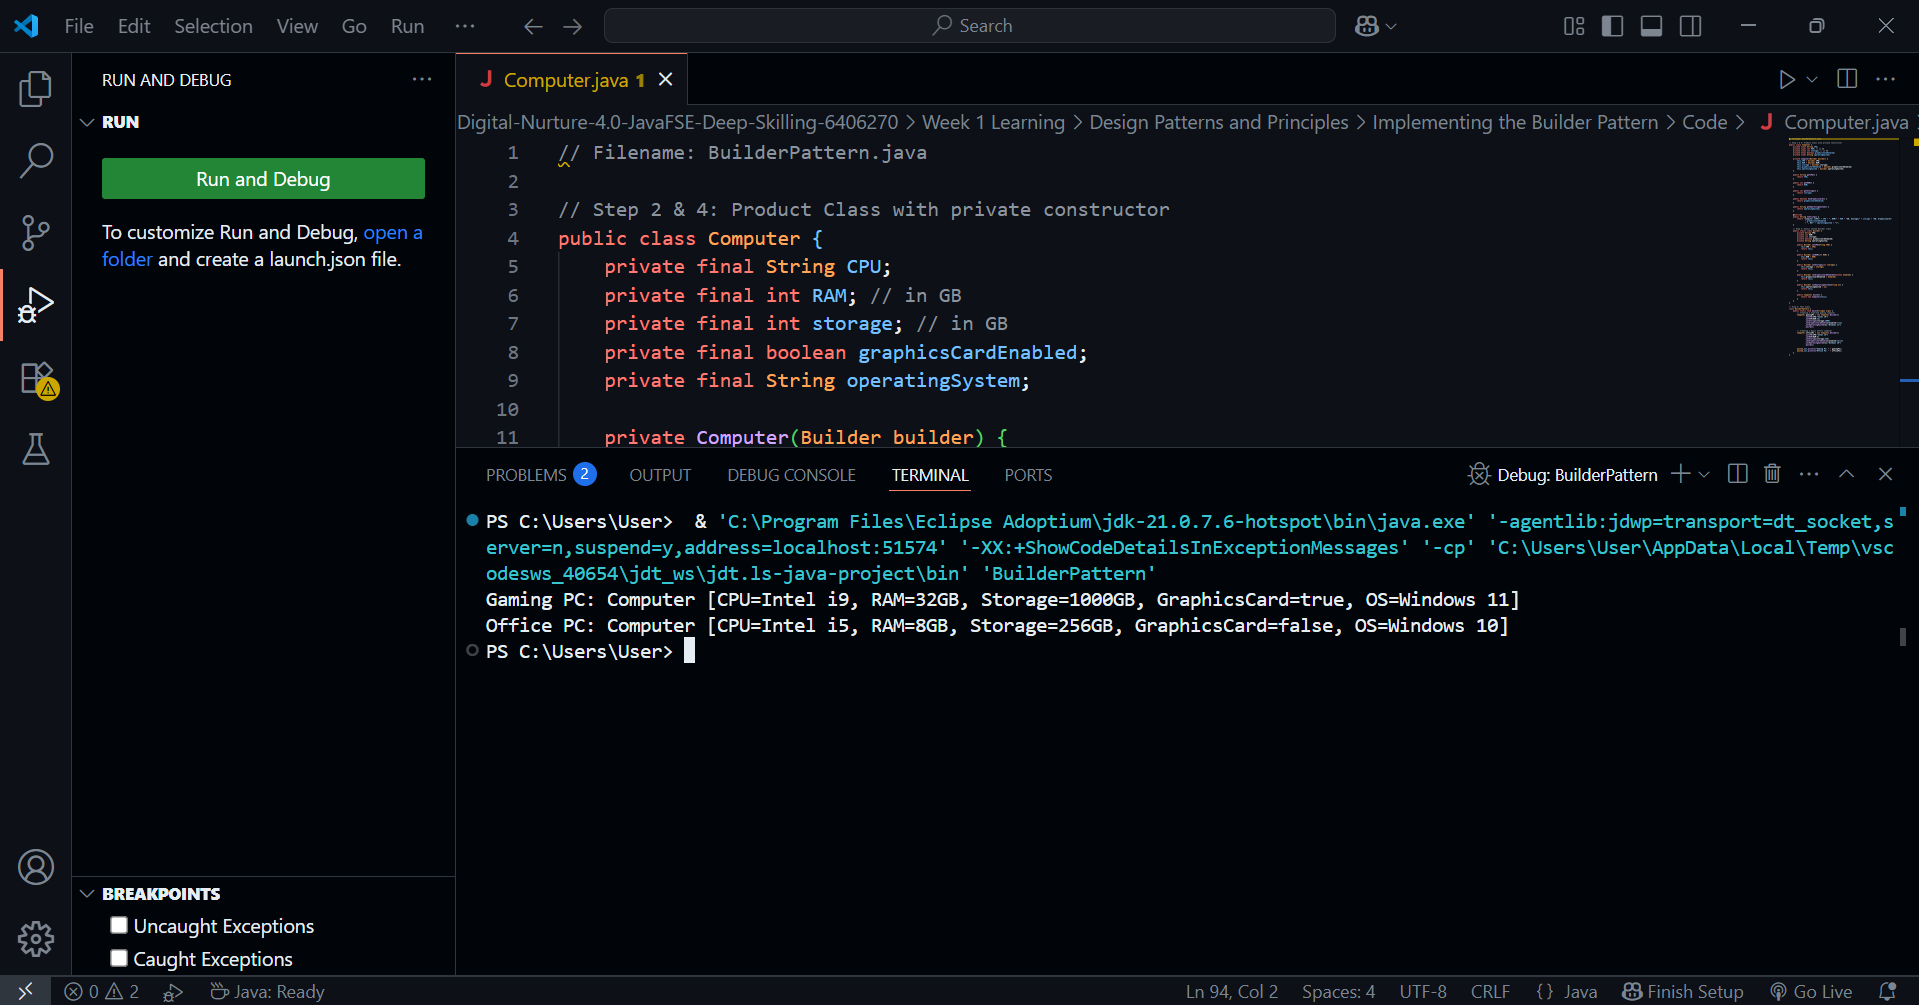 File Edit Selection View Go Run ··· Search
RUN AND DEBUG ···
RUN
Run and Debug
To customize Run and Debug, open a
folder and create a launch.json file.
BREAKPOINTS
Uncaught Exceptions
Caught Exceptions
J Computer.java 1
Digital-Nurture-4.0-JavaFSE-Deep-Skilling-6406270 > Week 1 Learning > Design Patterns and Principles > Implementing the Builder Pattern > Code > J Computer.java
1 // Filename: BuilderPattern.java
2
3 // Step 2 & 4: Product Class with private constructor
4 public class Computer {
5 private final String CPU;
6 private final int RAM; // in GB
7 private final int storage; // in GB
8 private final boolean graphicsCardEnabled;
9 private final String operatingSystem;
10
11 private Computer(Builder builder) {
PROBLEMS 2 OUTPUT DEBUG CONSOLE TERMINAL PORTS Debug: BuilderPattern
PS C:\Users\User>  & 'C:\Program Files\Eclipse Adoptium\jdk-21.0.7.6-hotspot\bin\java.exe' '-agentlib:jdwp=transport=dt_socket,s
erver=n,suspend=y,address=localhost:51574' '-XX:+ShowCodeDetailsInExceptionMessages' '-cp' 'C:\Users\User\AppData\Local\Temp\vsc
odesws_40654\jdt_ws\jdt.ls-java-project\bin' 'BuilderPattern'
Gaming PC: Computer [CPU=Intel i9, RAM=32GB, Storage=1000GB, GraphicsCard=true, OS=Windows 11]
Office PC: Computer [CPU=Intel i5, RAM=8GB, Storage=256GB, GraphicsCard=false, OS=Windows 10]
PS C:\Users\User>
0 2 Java: Ready Ln 94, Col 2 Spaces: 4 UTF-8 CRLF {} Java Finish Setup Go Live